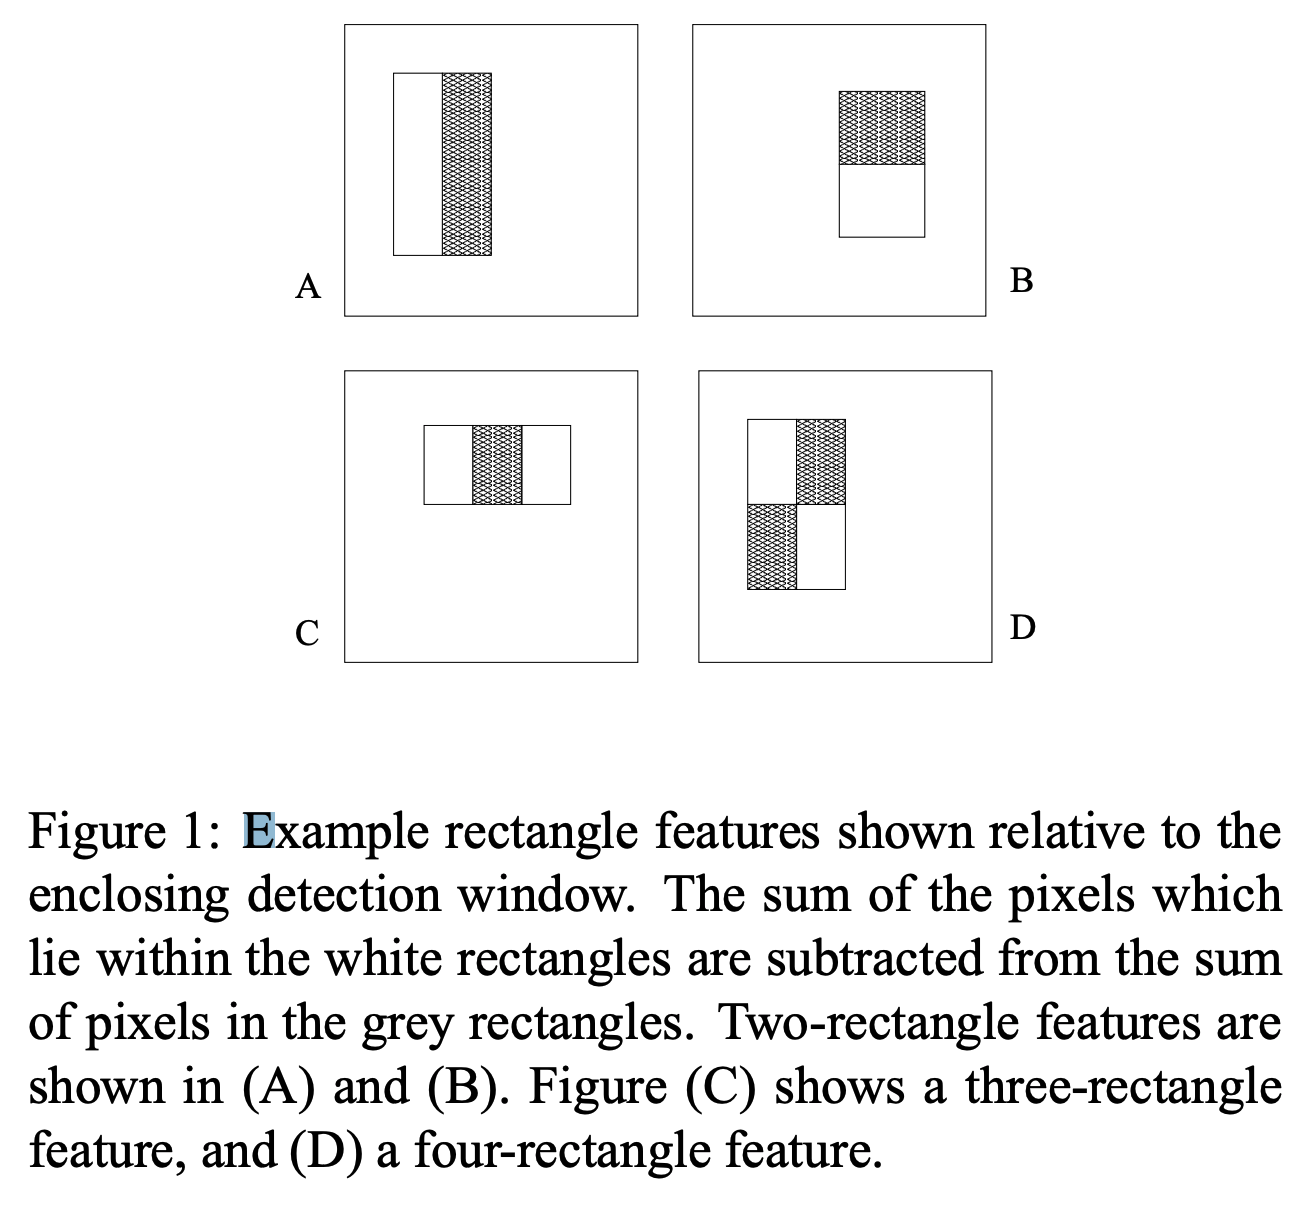 A
B
C
D
Figure 1: Example rectangle features shown relative to the
enclosing detection window. The sum of the pixels which
lie within the white rectangles are subtracted from the sum
of pixels in the grey rectangles. Two-rectangle features are
shown in (A) and (B). Figure (C) shows a three-rectangle
feature, and (D) a four-rectangle feature.